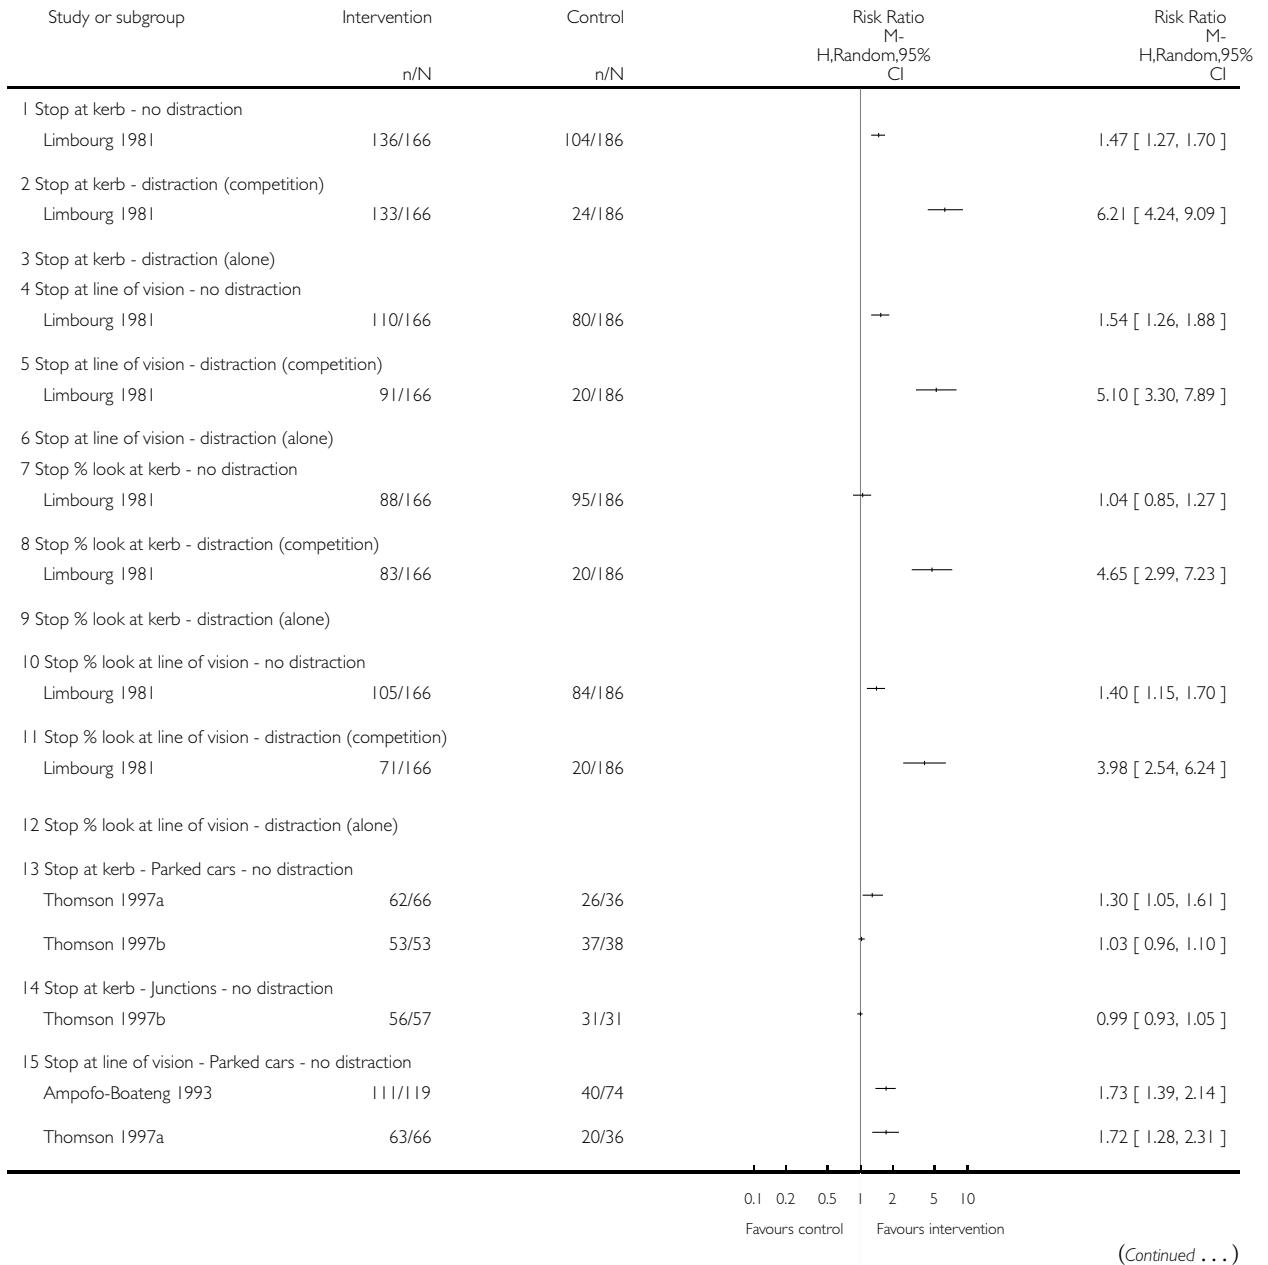 Study or subgroup Intervention Control Risk Ratio Risk Ratio
M- M-
H,Random,95% H,Random,95%
n/N n/N CI CI
1 Stop at kerb - no distraction
Limbourg 1981 136/166 104/186 1.47 [ 1.27, 1.70 ]
2 Stop at kerb - distraction (competition)
Limbourg 1981 133/166 24/186 6.21 [ 4.24, 9.09 ]
3 Stop at kerb - distraction (alone)
4 Stop at line of vision - no distraction
Limbourg 1981 110/166 80/186 1.54 [ 1.26, 1.88 ]
5 Stop at line of vision - distraction (competition)
Limbourg 1981 91/166 20/186 5.10 [ 3.30, 7.89 ]
6 Stop at line of vision - distraction (alone)
7 Stop % look at kerb - no distraction
Limbourg 1981 88/166 95/186 1.04 [ 0.85, 1.27 ]
8 Stop % look at kerb - distraction (competition)
Limbourg 1981 83/166 20/186 4.65 [ 2.99, 7.23 ]
9 Stop % look at kerb - distraction (alone)
10 Stop % look at line of vision - no distraction
Limbourg 1981 105/166 84/186 1.40 [ 1.15, 1.70 ]
11 Stop % look at line of vision - distraction (competition)
Limbourg 1981 71/166 20/186 3.98 [ 2.54, 6.24 ]
12 Stop % look at line of vision - distraction (alone)
13 Stop at kerb - Parked cars - no distraction
Thomson 1997a 62/66 26/36 1.30 [ 1.05, 1.61 ]
Thomson 1997b 53/53 37/38 1.03 [ 0.96, 1.10 ]
14 Stop at kerb - Junctions - no distraction
Thomson 1997b 56/57 31/31 0.99 [ 0.93, 1.05 ]
15 Stop at line of vision - Parked cars - no distraction
Ampofo-Boateng 1993 111/119 40/74 1.73 [ 1.39, 2.14 ]
Thomson 1997a 63/66 20/36 1.72 [ 1.28, 2.31 ]
0.1 0.2 0.5 1 2 5 10
Favours control Favours intervention
(Continued . . . )